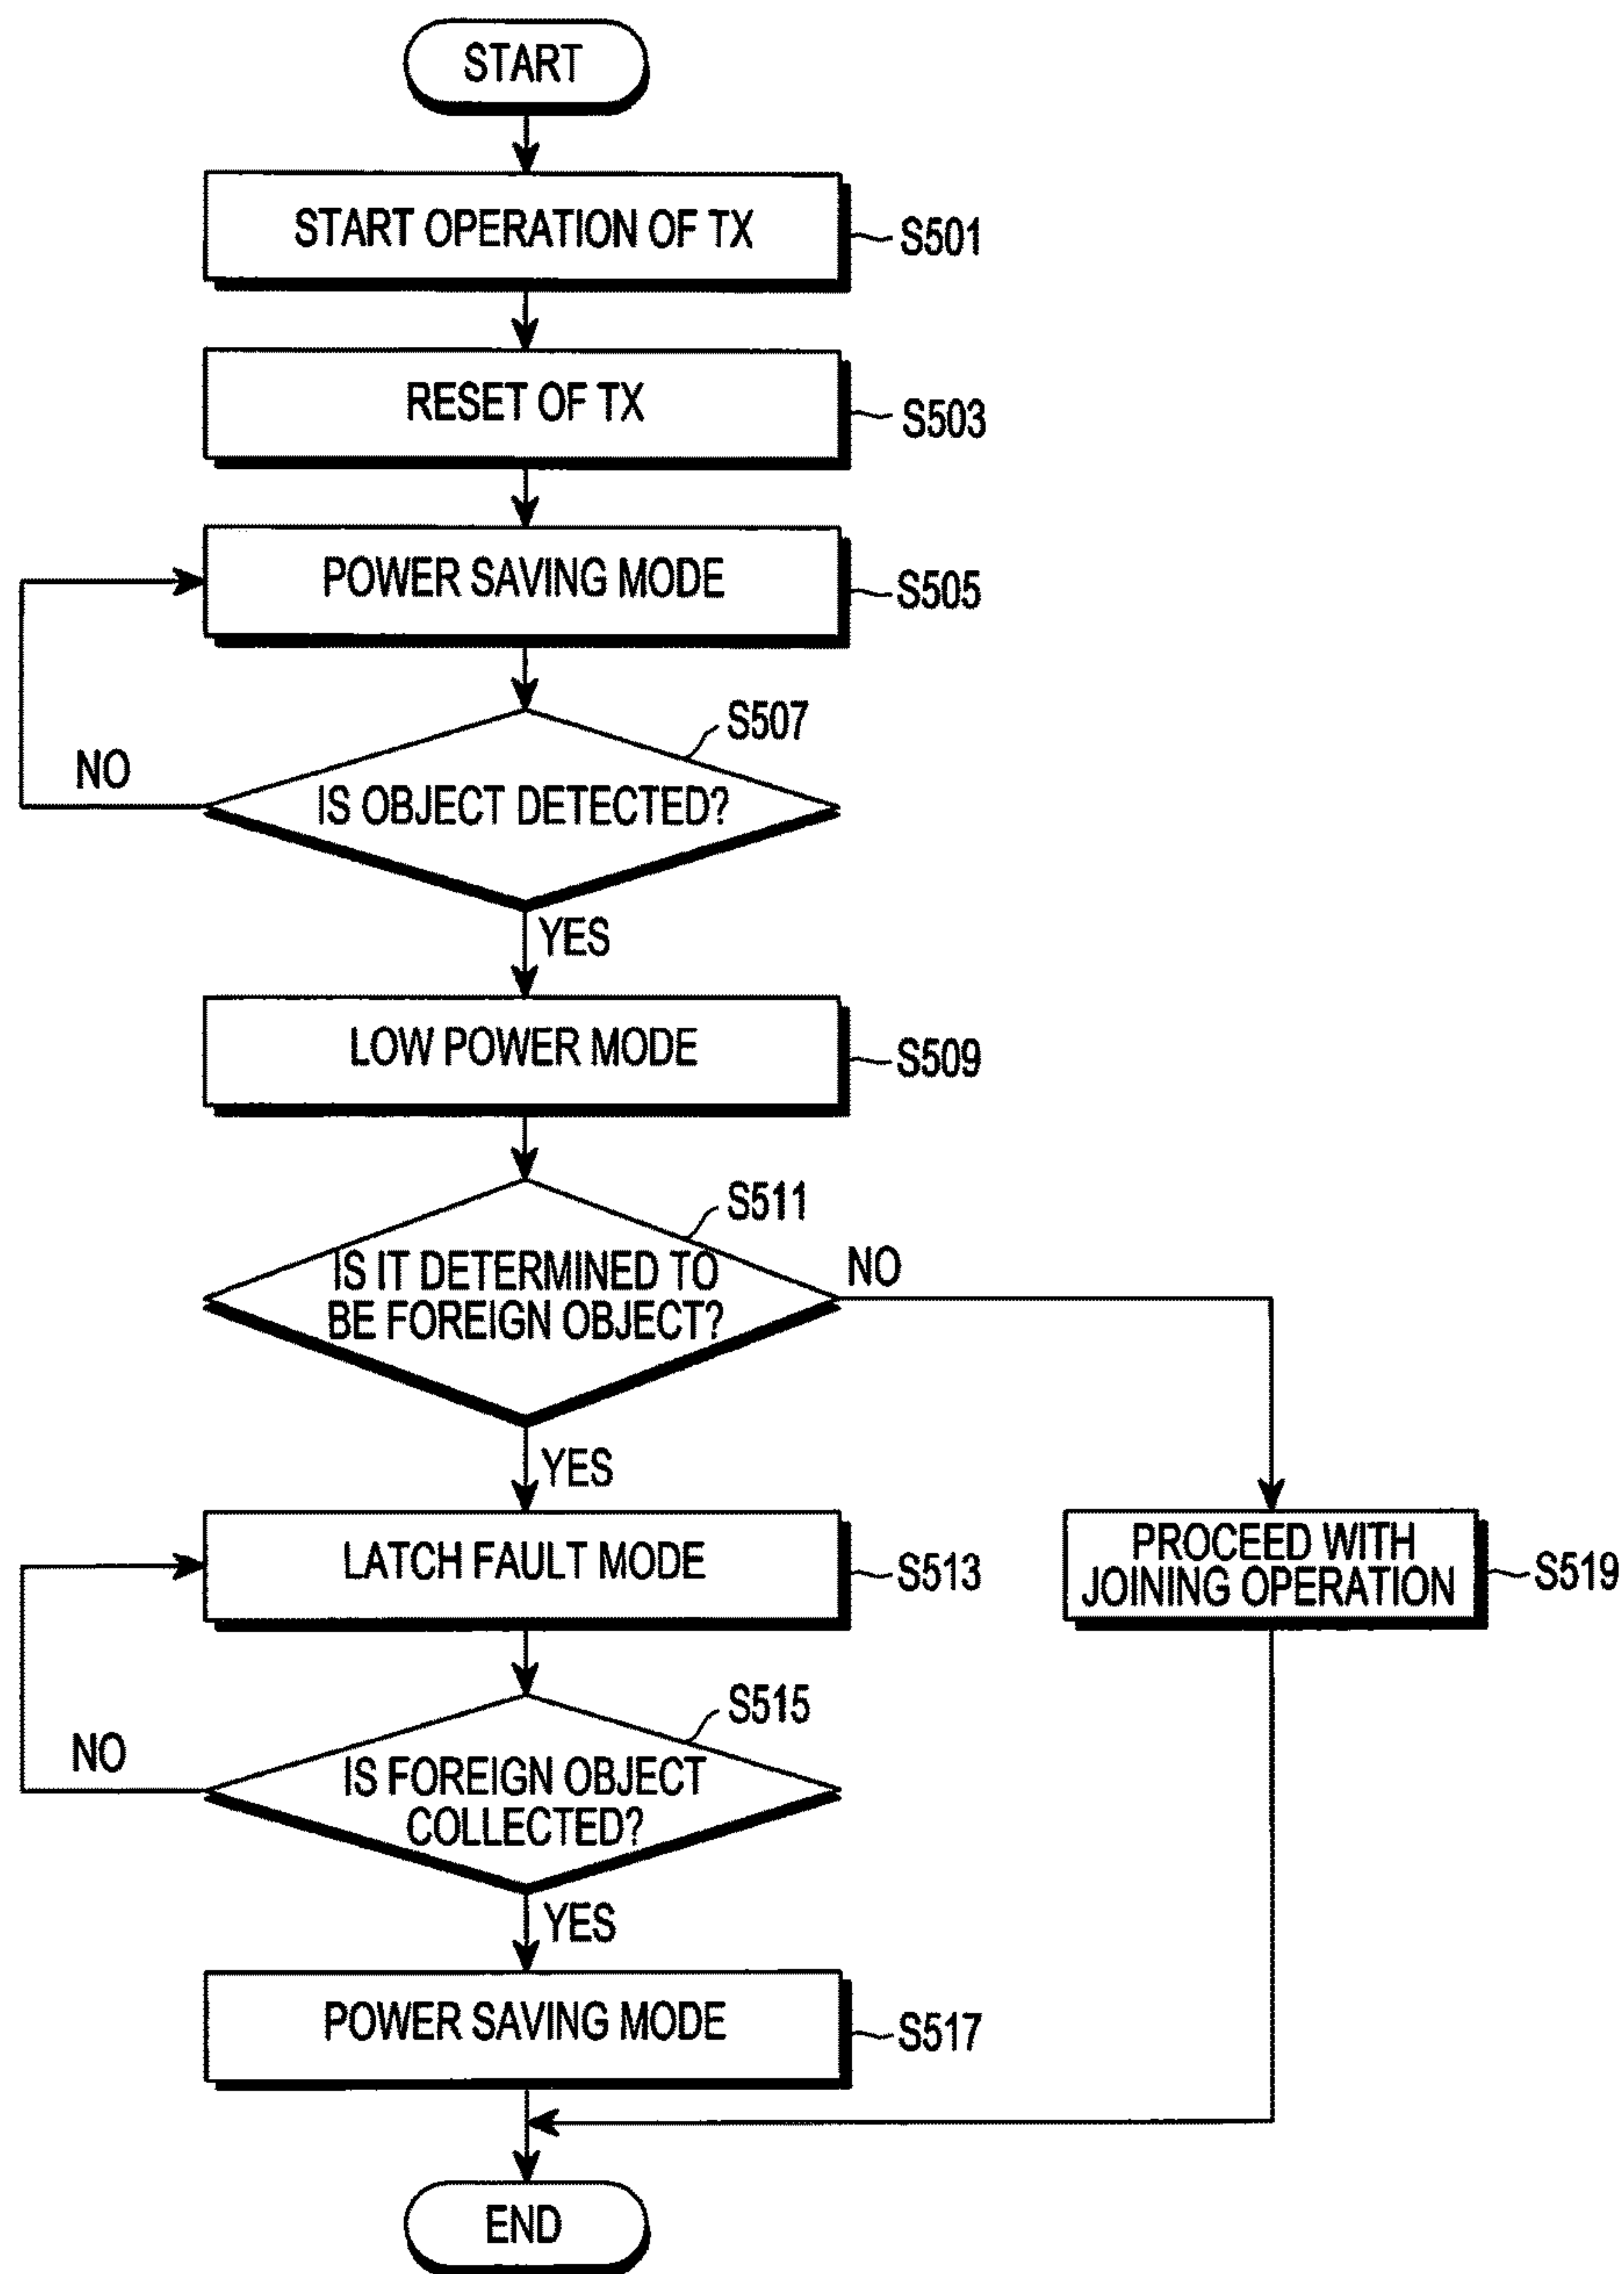 START
START OPERATION OF TX
S501
RESET OF TX
S503
POWER SAVING MODE
S505
S507
NO
IS OBJECT DETECTED?
YES
LOW POWER MODE
S509
S511
IS IT DETERMINED TO
BE FOREIGN OBJECT?
NO
YES
LATCH FAULT MODE
S513
PROCEED WITH
JOINING OPERATION
S519
S515
NO
IS FOREIGN OBJECT
COLLECTED?
YES
POWER SAVING MODE
S517
END